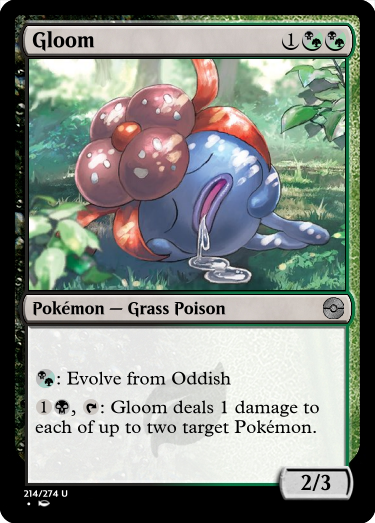 Gloom 1
Pokémon — Grass Poison
: Evolve from Oddish
1 , : Gloom deals 1 damage to
each of up to two target Pokémon.
2/3
214/274 U